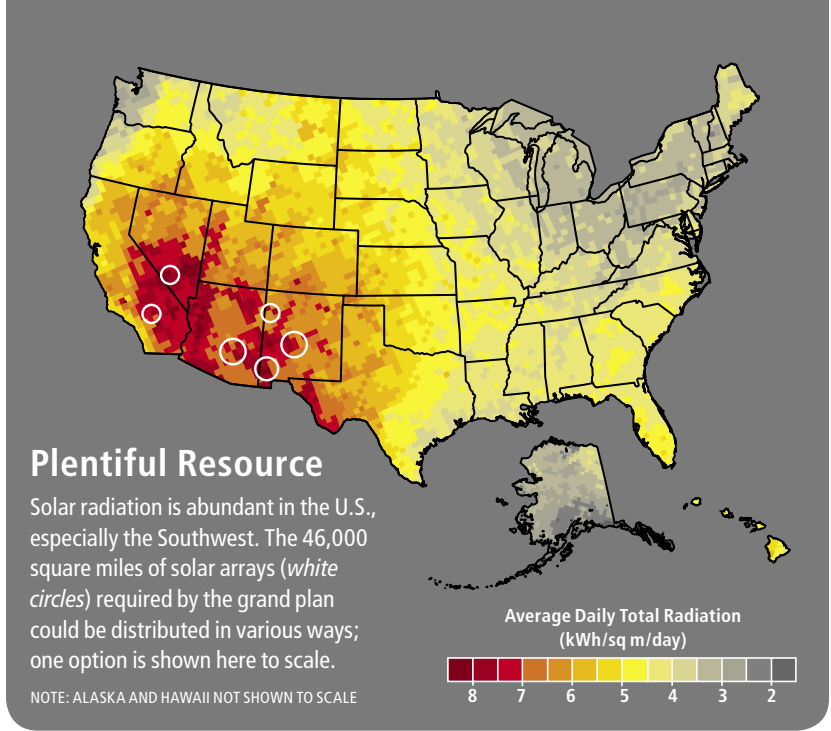 Plentiful Resource
Solar radiation is abundant in the U.S.,
especially the Southwest. The 46,000
square miles of solar arrays (white
circles) required by the grand plan
could be distributed in various ways;
one option is shown here to scale.
NOTE: ALASKA AND HAWAII NOT SHOWN TO SCALE
Average Daily Total Radiation
(kWh/sq m/day)
8 7 6 5 4 3 2